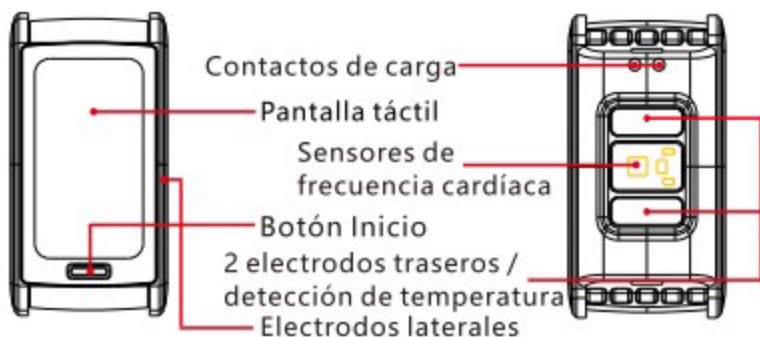 Contactos de carga
Pantalla táctil
Sensores de
frecuencia cardíaca
Botón Inicio
2 electrodos traseros /
detección de temperatura
Electrodos laterales